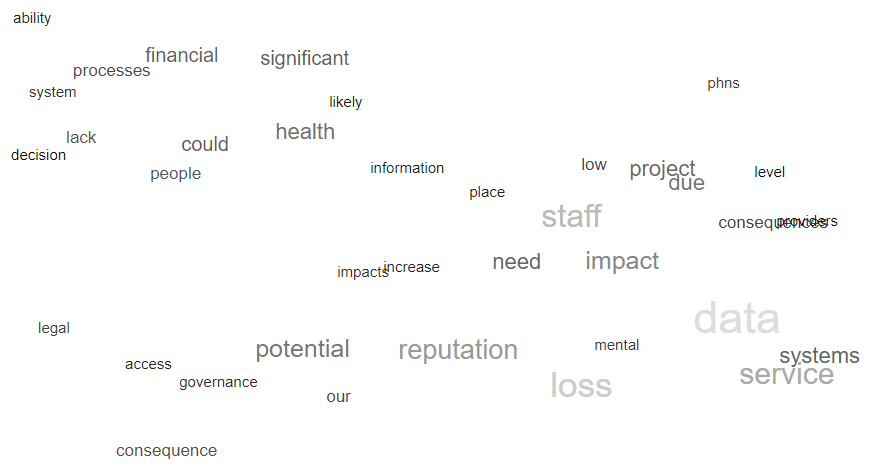 ability
financial
significant
processes
phns
system
likely
health
lack
could
decision
people
information
low
project
due
level
place
staff
consequences
providers
need
impact
impacts
increase
data
legal
potential
reputation
mental
systems
access
service
governance
loss
our
consequence